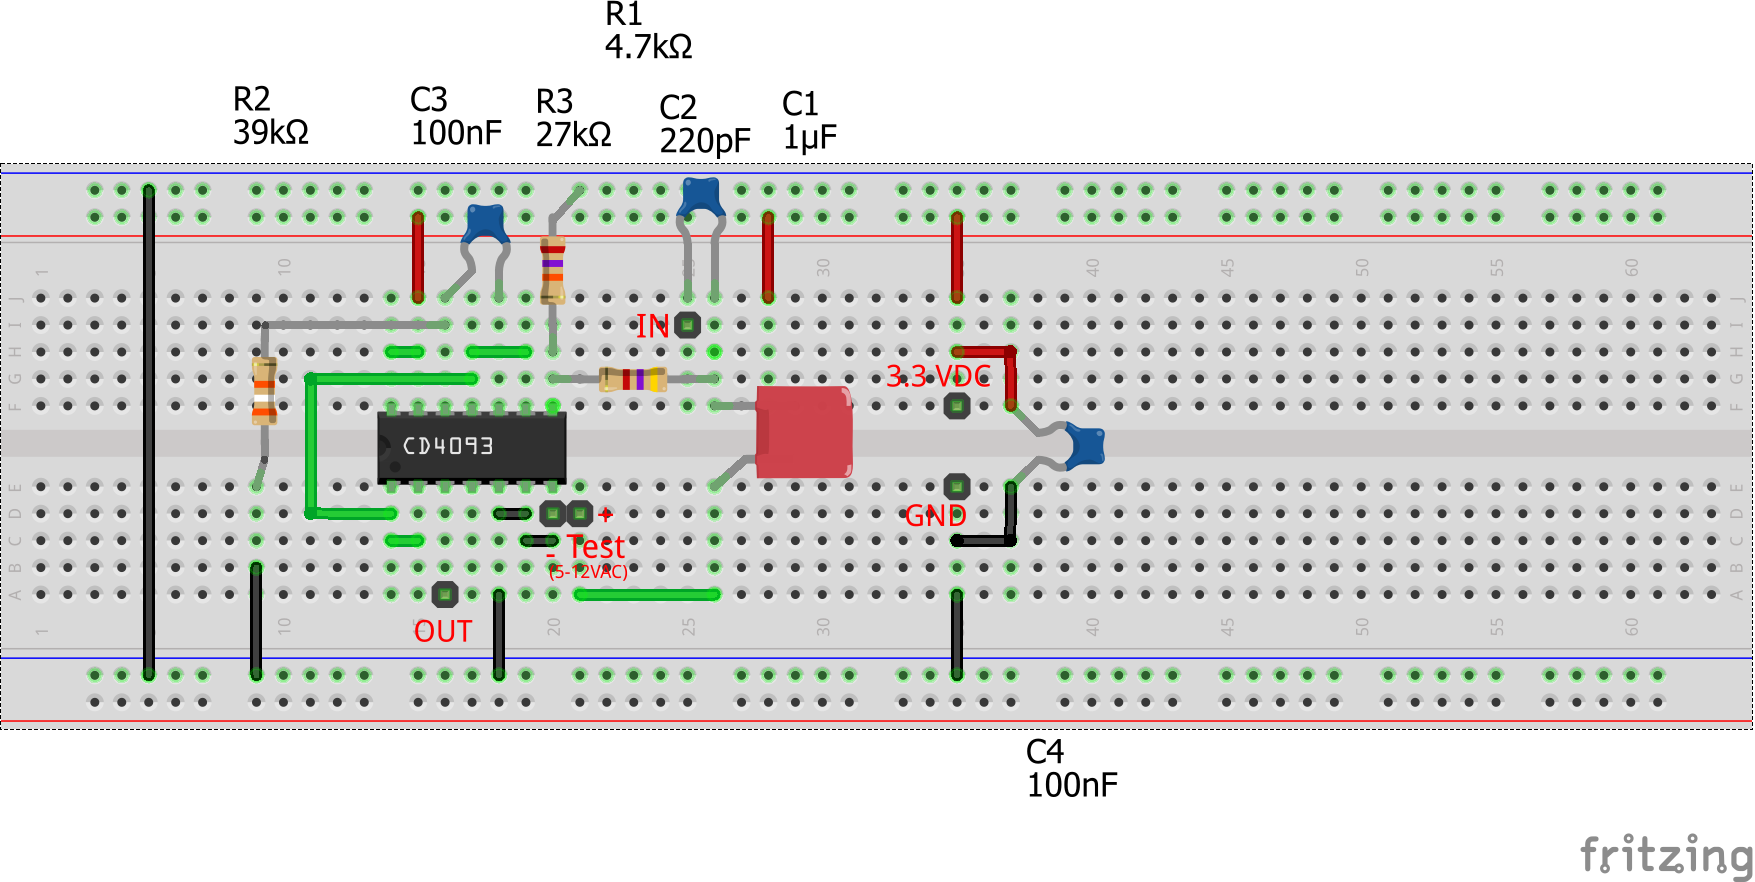 R1
4.7kΩ
R2
39kΩ
C3
100nF
R3
27kΩ
C2
220pF
C1
1µF
1 10 15 20 25 30 35 40 45 50 55 60
J J
I I
H H
G G
F F
IN
3.3 VDC
CD4093
E E
D D
C C
B B
A A
+
- Test
(5-12VAC)
GND
OUT
1 10 15 20 25 30 35 40 45 50 55 60
C4
100nF
fritzing